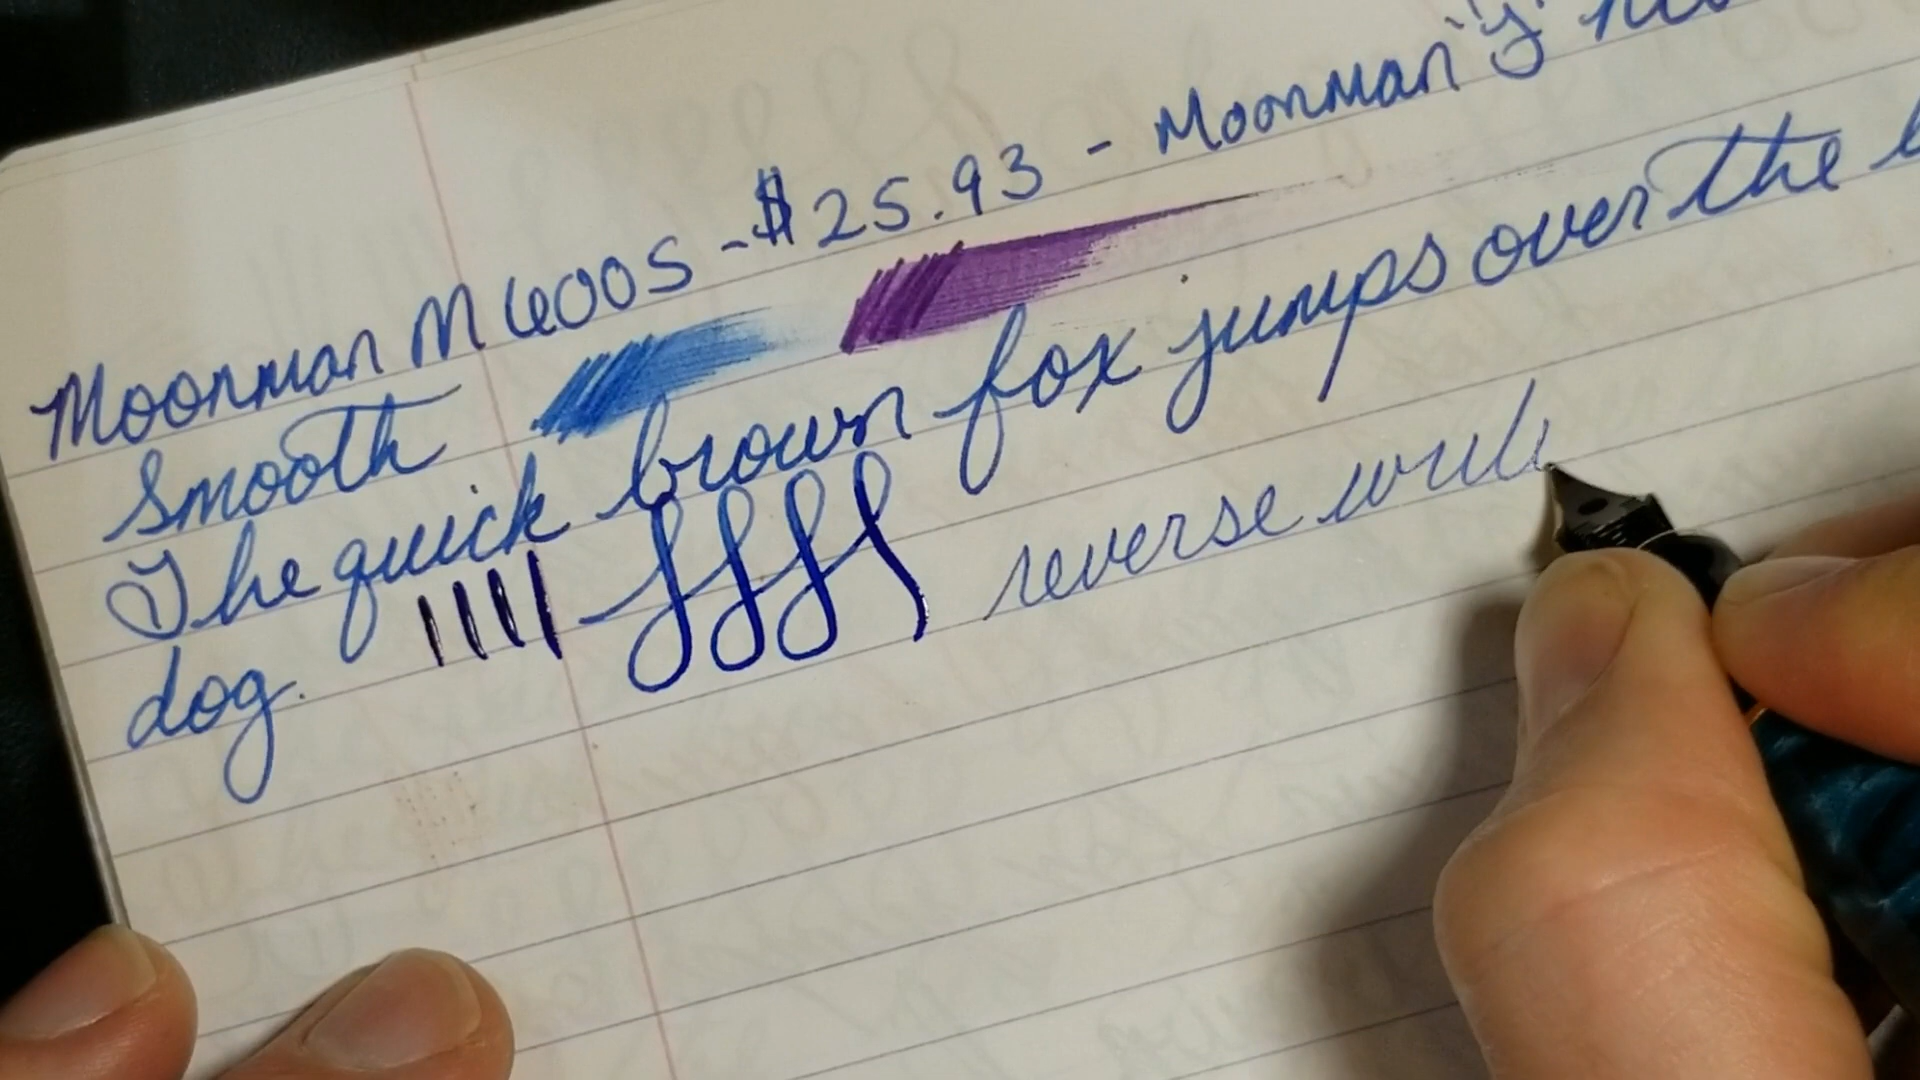 Moonman M600S - $25.93 - Moonman "J"
Smooth
The quick brown fox jumps over the
dog.
reverse